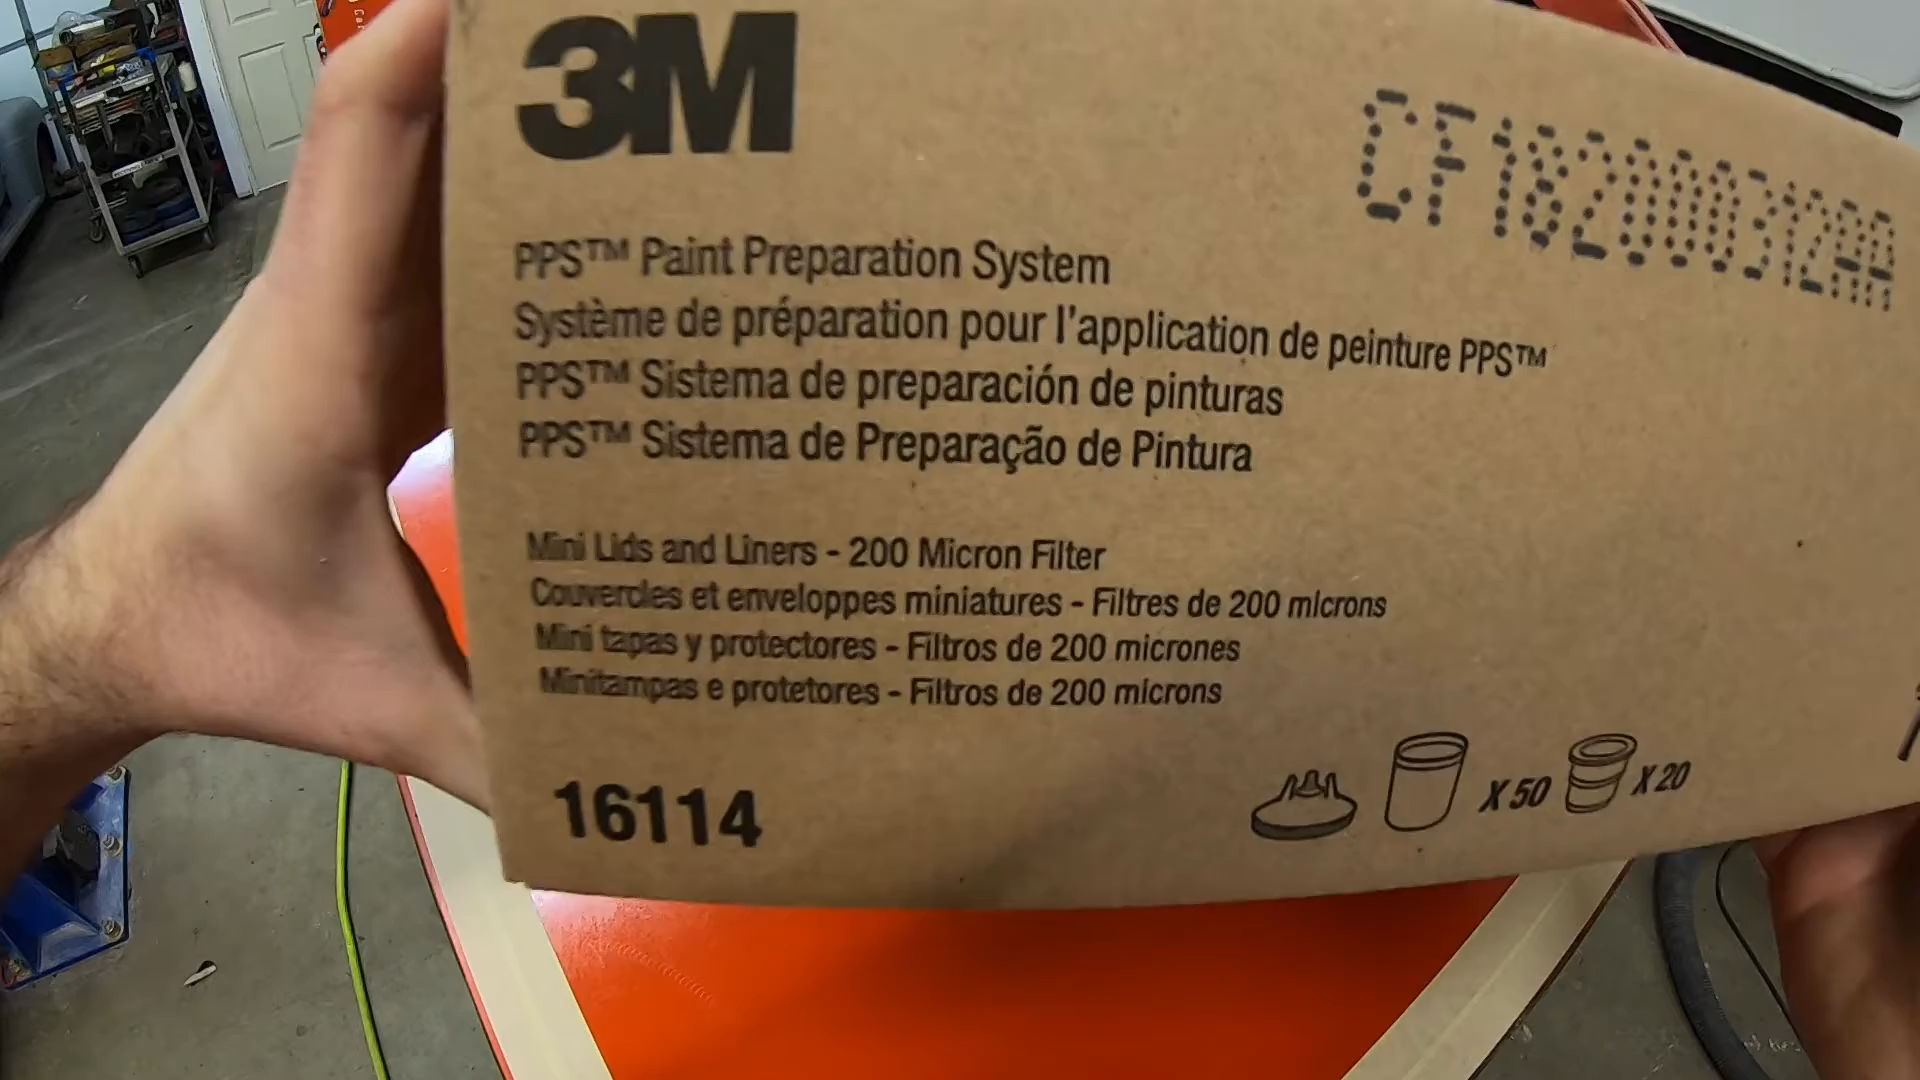 3M
CF182000312AA
PPS™ Paint Preparation System
Système de préparation pour l'application de peinture PPS™
PPS™ Sistema de preparación de pinturas
PPS™ Sistema de Preparação de Pintura
Mini Lids and Liners - 200 Micron Filter
Couvercles et enveloppes miniatures - Filtres de 200 microns
Mini tapas y protectores - Filtros de 200 micrones
Minitampas e protetores - Filtros de 200 microns
16114
X 50
X 20